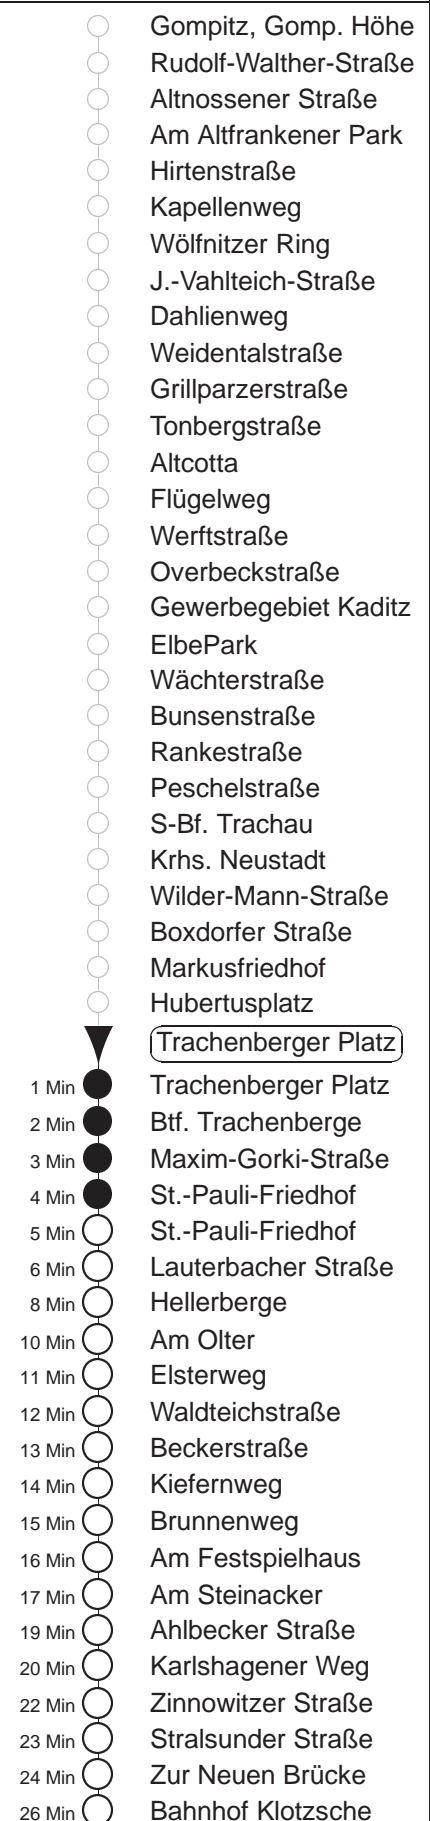 Gompitz, Gomp. Höhe
Rudolf-Walther-Straße
Altnossener Straße
Am Altfrankener Park
Hirtenstraße
Kapellenweg
Wölfnitzer Ring
J.-Vahlteich-Straße
Dahlienweg
Weidentalstraße
Grillparzerstraße
Tonbergstraße
Altcotta
Flügelweg
Werftstraße
Overbeckstraße
Gewerbegebiet Kaditz
ElbePark
Wächterstraße
Bunsenstraße
Rankestraße
Peschelstraße
S-Bf. Trachau
Krhs. Neustadt
Wilder-Mann-Straße
Boxdorfer Straße
Markusfriedhof
Hubertusplatz
Trachenberger Platz
1 Min Trachenberger Platz
2 Min Btf. Trachenberge
3 Min Maxim-Gorki-Straße
4 Min St.-Pauli-Friedhof
5 Min St.-Pauli-Friedhof
6 Min Lauterbacher Straße
8 Min Hellerberge
10 Min Am Olter
11 Min Elsterweg
12 Min Waldteichstraße
13 Min Beckerstraße
14 Min Kiefernweg
15 Min Brunnenweg
16 Min Am Festspielhaus
17 Min Am Steinacker
19 Min Ahlbecker Straße
20 Min Karlshagener Weg
22 Min Zinnowitzer Straße
23 Min Stralsunder Straße
24 Min Zur Neuen Brücke
26 Min Bahnhof Klotzsche